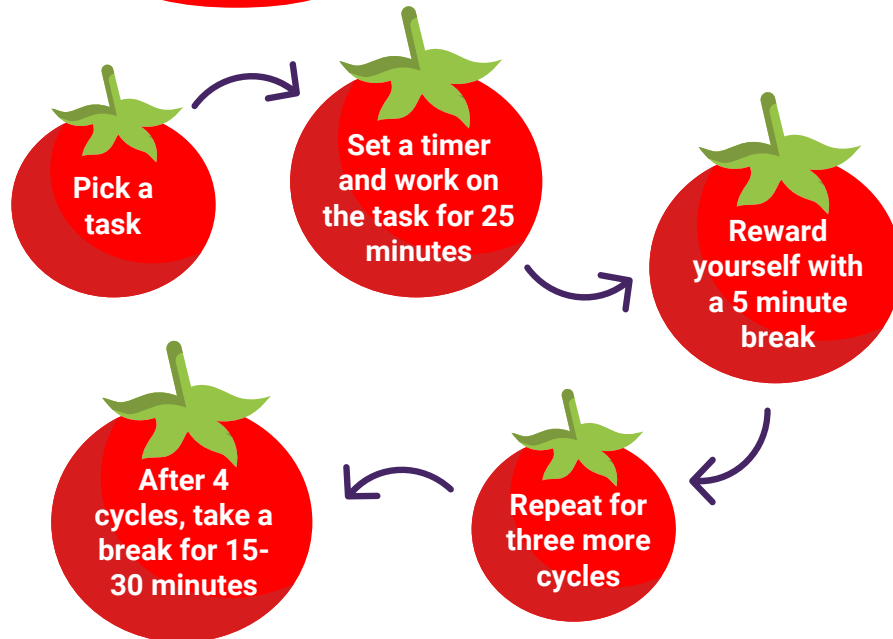 Pick a
task
Set a timer
and work on
the task for 25
minutes
Reward
yourself with
a 5 minute
break
Repeat for
three more
cycles
After 4
cycles, take a
break for 15-
30 minutes